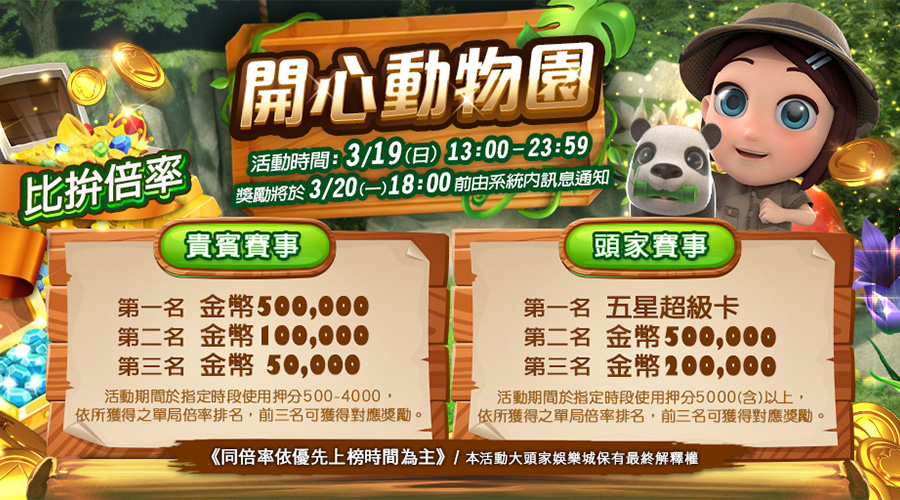 開心動物園
活動時間：3/19(日) 13:00-23:59
獎勵將於 3/20(一)18:00 前由系統內訊息通知
比拚倍率
貴賓賽事
第一名 金幣500,000
第二名 金幣100,000
第三名 金幣 50,000
活動期間於指定時段使用押分500-4000，
依所獲得之單局倍率排名，前三名可獲得對應獎勵。
頭家賽事
第一名 五星超級卡
第二名 金幣500,000
第三名 金幣200,000
活動期間於指定時段使用押分5000(含)以上，
依所獲得之單局倍率排名，前三名可獲得對應獎勵。
《同倍率依優先上榜時間為主》/ 本活動大頭家娛樂城保有最終解釋權